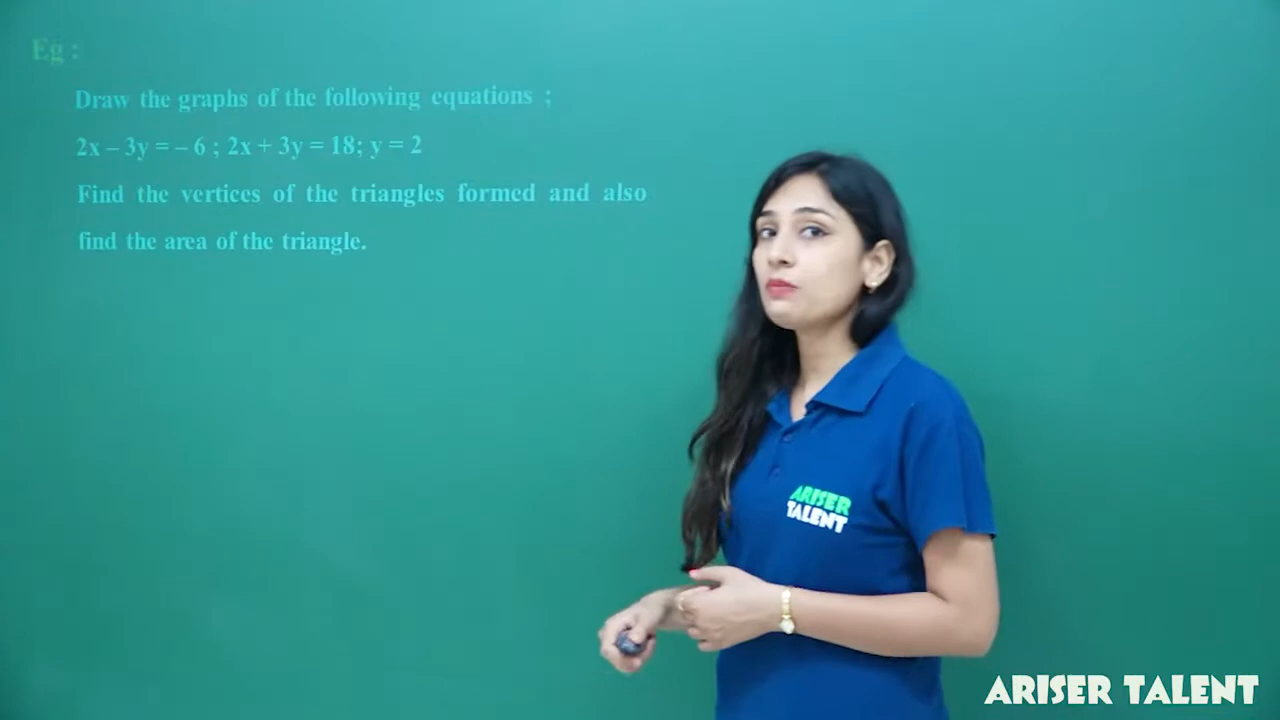 Eg :
Draw the graphs of the following equations ;
2x – 3y = – 6 ; 2x + 3y = 18; y = 2
Find the vertices of the triangles formed and also
find the area of the triangle.
ARISER
TALENT
ARISER TALENT